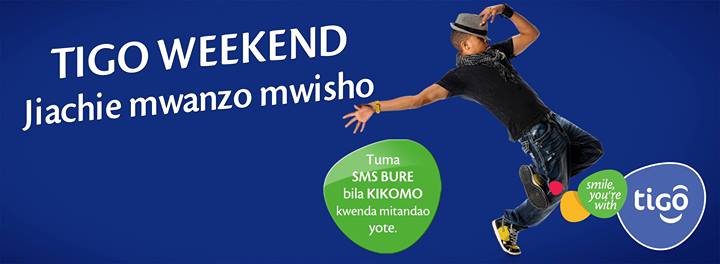 TIGO WEEKEND
Jiachie mwanzo mwisho
Tuma
SMS BURE
bila KIKOMO
kwenda mitandao
yote.
smile,
you're
with
tigo